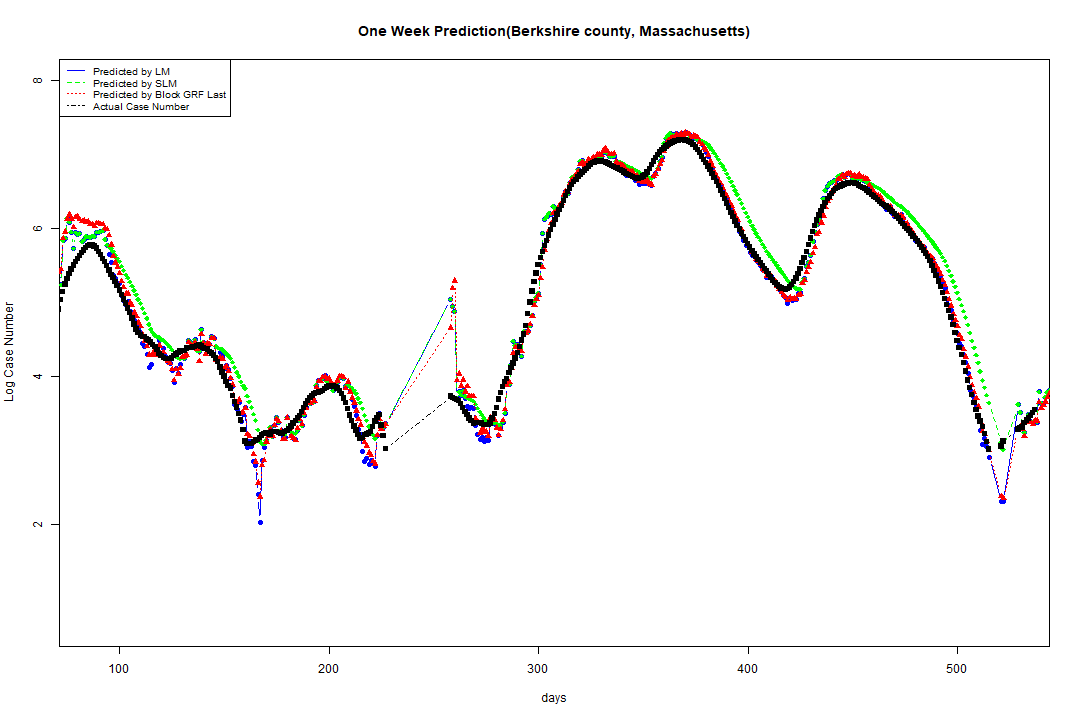 One Week Prediction(Berkshire county, Massachusetts)
Predicted by LM
Predicted by SLM
Predicted by Block GRF Last
Actual Case Number
8
6
4
2
Log Case Number
100 200 300 400 500
days